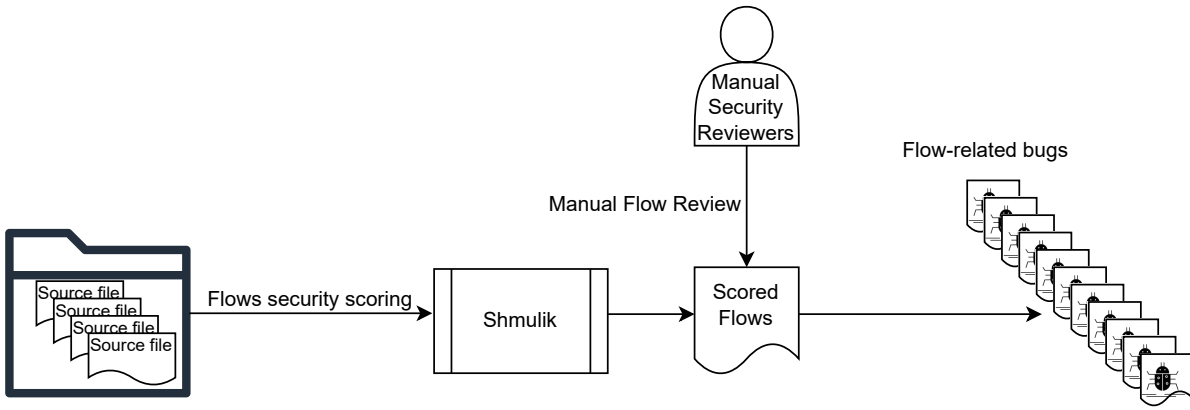 Manual
Security
Reviewers
Flow-related bugs
Manual Flow Review
Source file
Source file
Source file
Source file
Flows security scoring
Shmulik
Scored
Flows